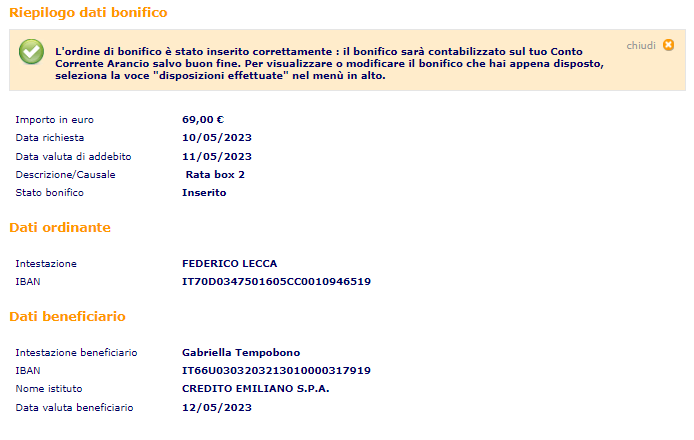 Riepilogo dati bonifico
chiudi
L'ordine di bonifico è stato inserito correttamente : il bonifico sarà contabilizzato sul tuo Conto
Corrente Arancio salvo buon fine. Per visualizzare o modificare il bonifico che hai appena disposto,
seleziona la voce "disposizioni effettuate" nel menù in alto.
Importo in euro 69,00 €
Data richiesta 10/05/2023
Data valuta di addebito 11/05/2023
Descrizione/Causale Rata box 2
Stato bonifico Inserito
Dati ordinante
Intestazione FEDERICO LECCA
IBAN IT70D0347501605CC0010946519
Dati beneficiario
Intestazione beneficiario Gabriella Tempobono
IBAN IT66U0303203213010000317919
Nome istituto CREDITO EMILIANO S.P.A.
Data valuta beneficiario 12/05/2023